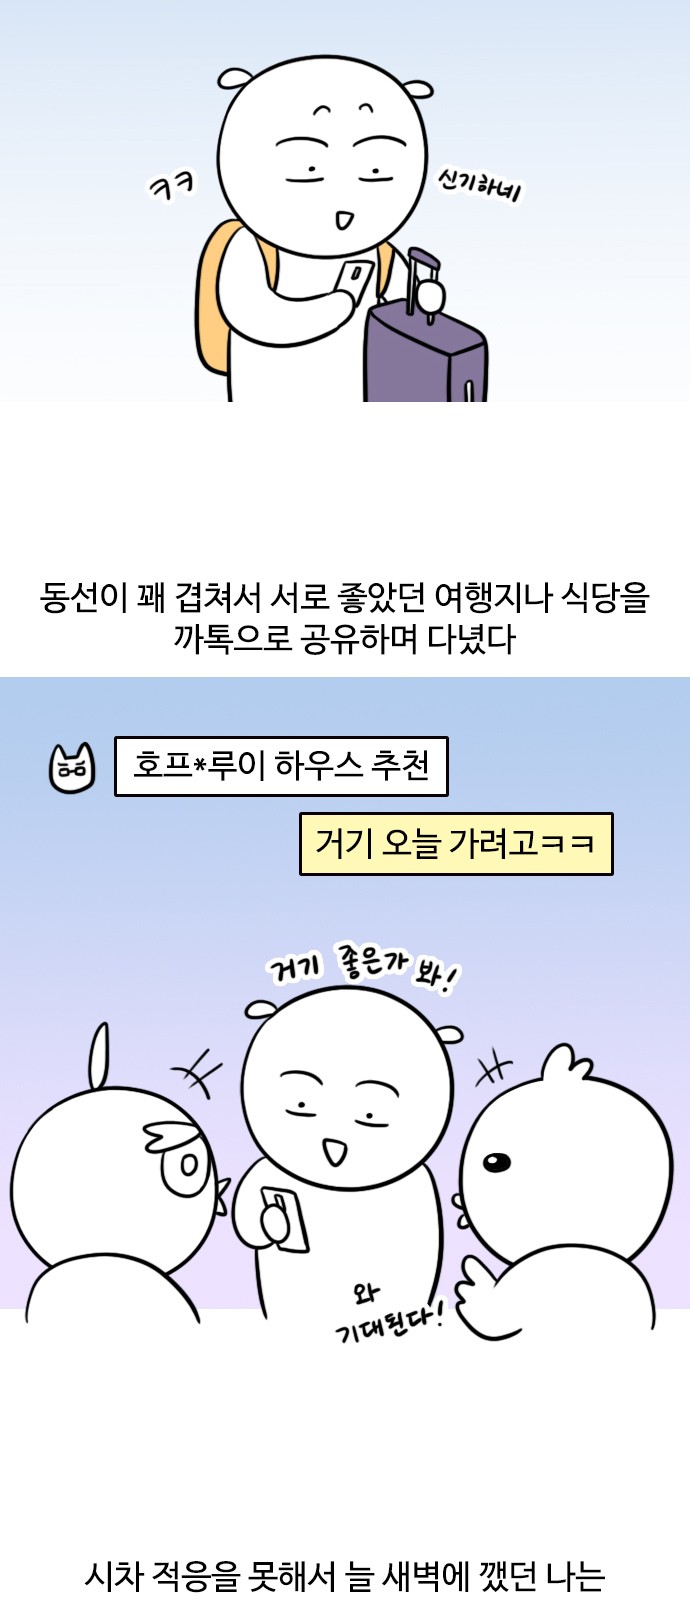 ㅋㅋ
신기하네
동선이 꽤 겹쳐서 서로 좋았던 여행지나 식당을
까톡으로 공유하며 다녔다
호프*루이 하우스 추천
거기 오늘 가려고ㅋㅋ
거기 좋은가 봐!
와
기대된다!
시차 적응을 못해서 늘 새벽에 깼던 나는